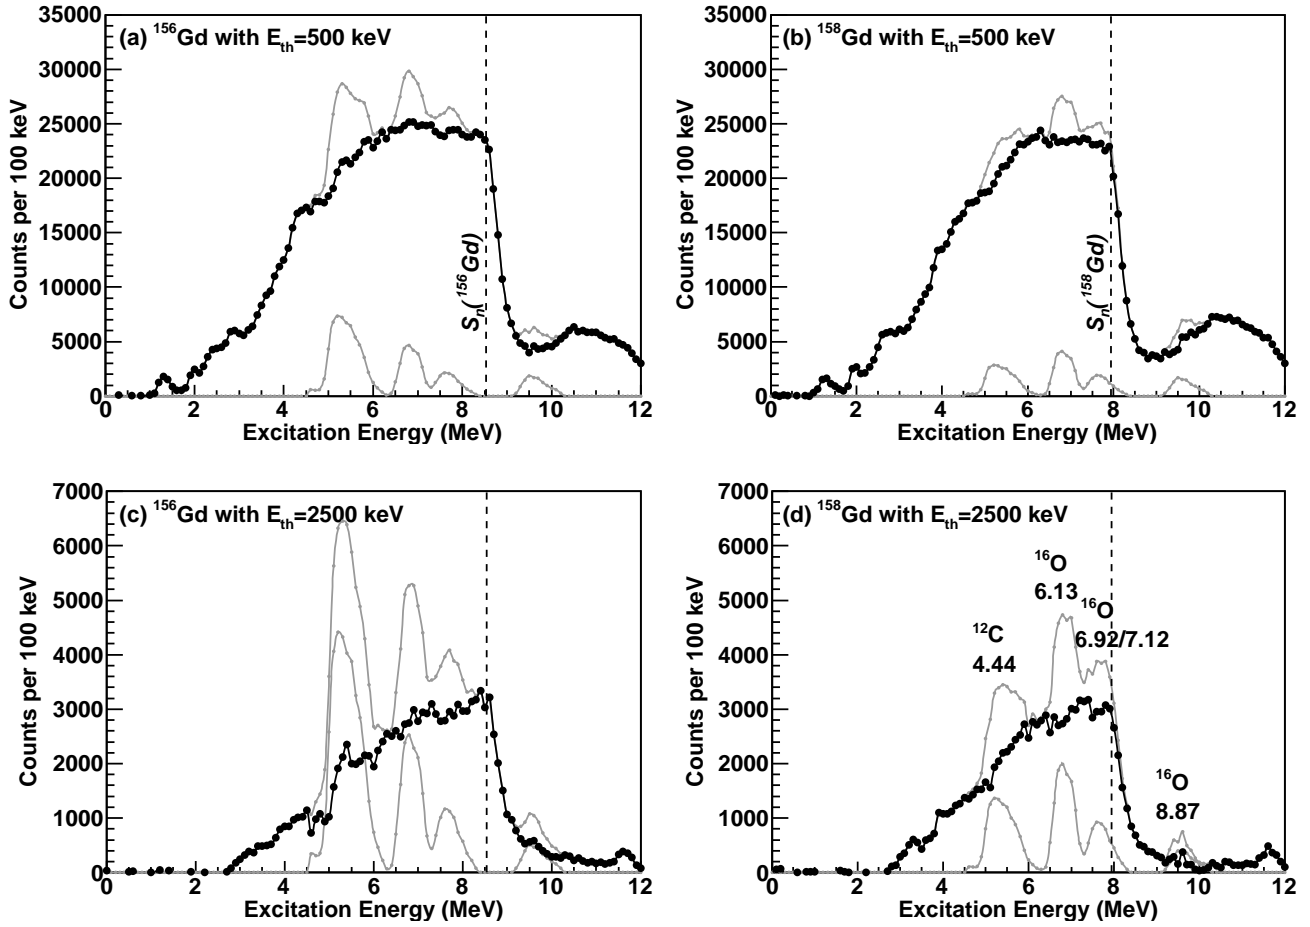 (a) ¹⁵⁶Gd with Eₜₕ=500 keV
35000
30000
25000
20000
15000
10000
5000
0
Counts per 100 keV
Sₙ(¹⁵⁶Gd)
0 2 4 6 8 10 12
Excitation Energy (MeV)
(b) ¹⁵⁸Gd with Eₜₕ=500 keV
35000
30000
25000
20000
15000
10000
5000
0
Counts per 100 keV
Sₙ(¹⁵⁸Gd)
0 2 4 6 8 10 12
Excitation Energy (MeV)
(c) ¹⁵⁶Gd with Eₜₕ=2500 keV
7000
6000
5000
4000
3000
2000
1000
0
Counts per 100 keV
0 2 4 6 8 10 12
Excitation Energy (MeV)
(d) ¹⁵⁸Gd with Eₜₕ=2500 keV
7000
6000
5000
4000
3000
2000
1000
0
Counts per 100 keV
¹²C
4.44
¹⁶O
6.13
¹⁶O
6.92/7.12
¹⁶O
8.87
0 2 4 6 8 10 12
Excitation Energy (MeV)